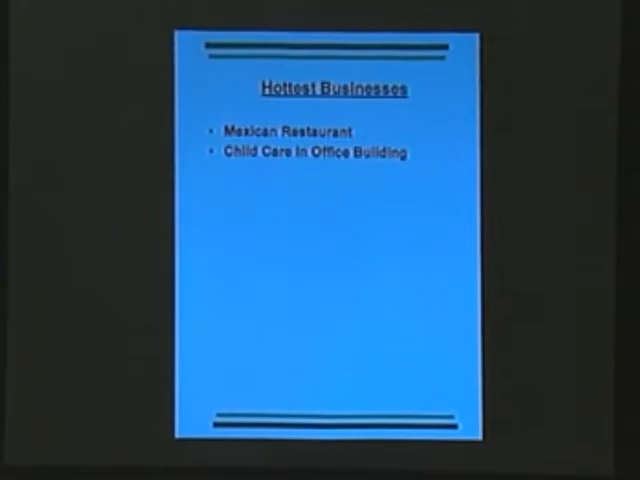 Hottest Businesses
• Mexican Restaurant
• Child Care in Office Building